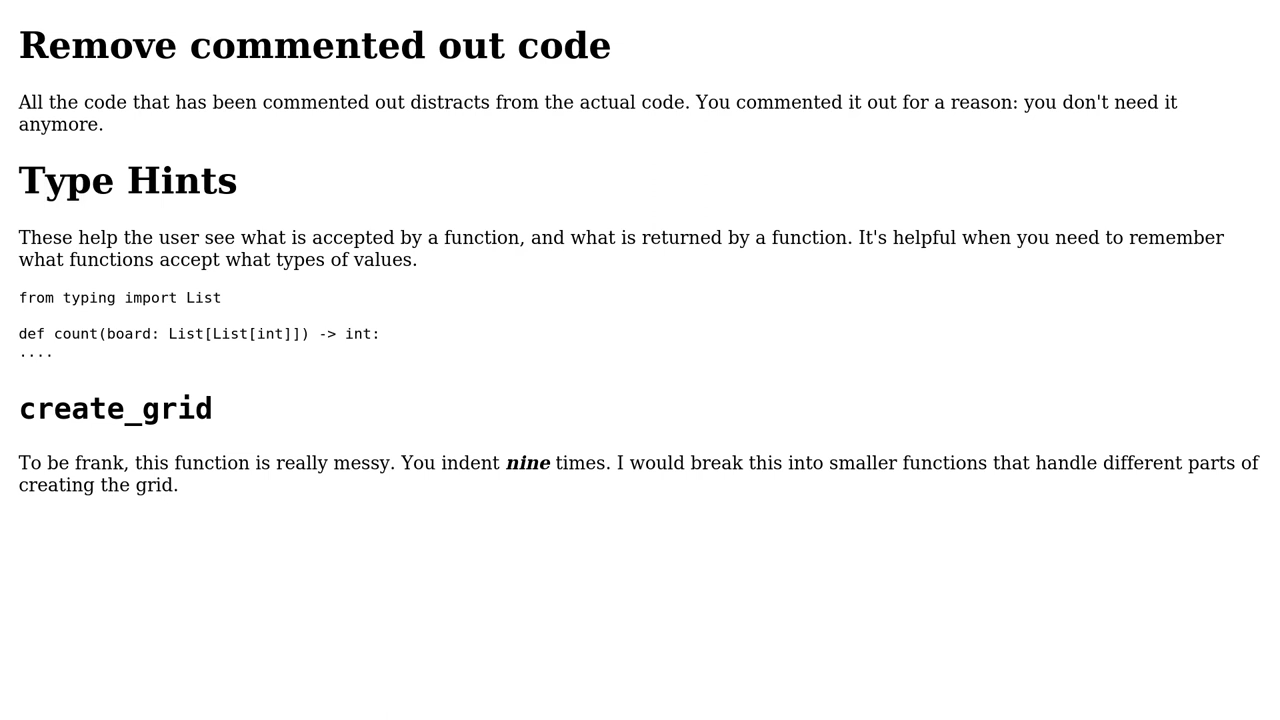 Remove commented out code
All the code that has been commented out distracts from the actual code. You commented it out for a reason: you don't need it
anymore.
Type Hints
These help the user see what is accepted by a function, and what is returned by a function. It's helpful when you need to remember
what functions accept what types of values.
from typing import List
def count(board: List[List[int]]) -> int:
....
create_grid
To be frank, this function is really messy. You indent nine times. I would break this into smaller functions that handle different parts of
creating the grid.